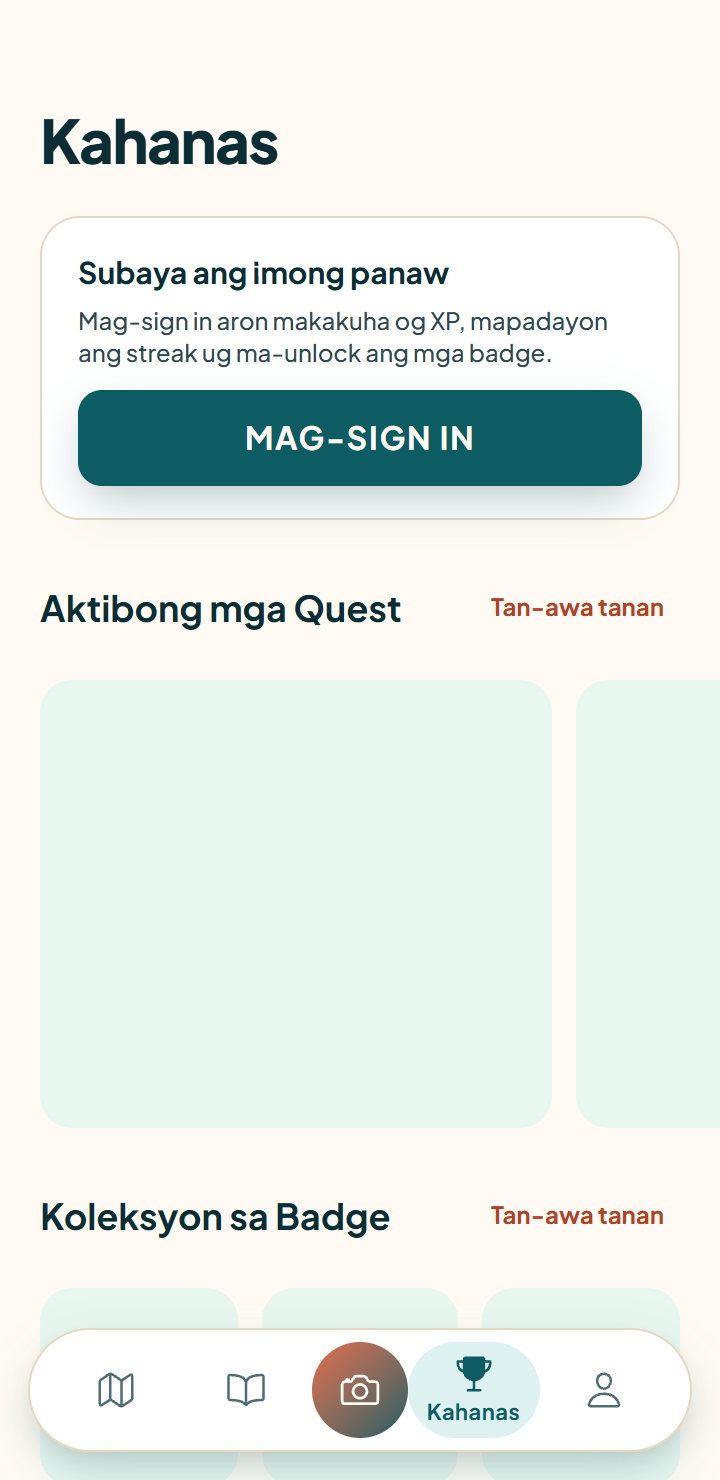 Kahanas
Subaya ang imong panaw
Mag-sign in aron makakuha og XP, mapadayon
ang streak ug ma-unlock ang mga badge.
MAG-SIGN IN
Aktibong mga Quest
Tan-awa tanan
Koleksyon sa Badge
Tan-awa tanan
Kahanas